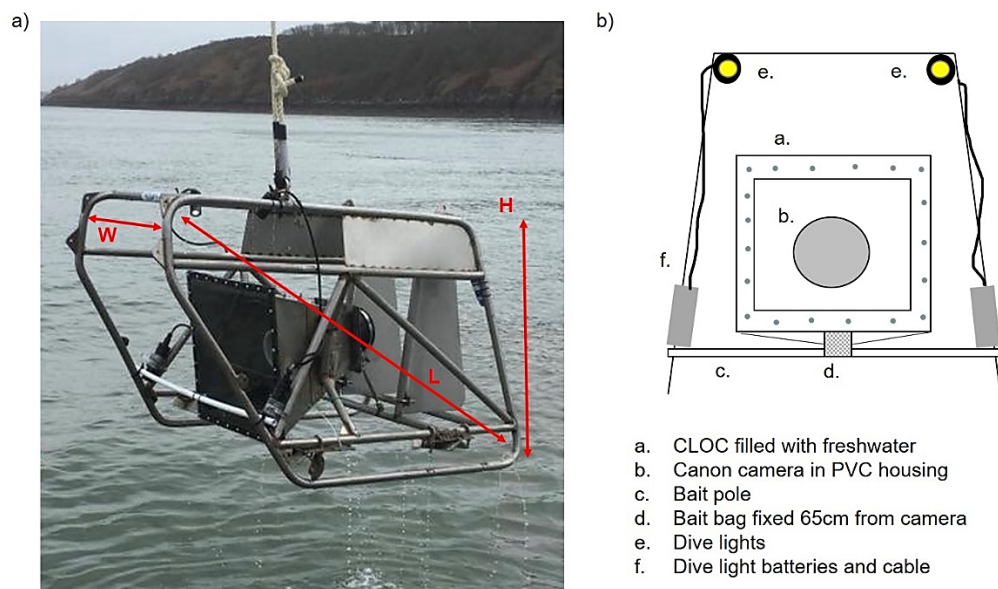 a)
b)
W
H
L
e.
e.
a.
b.
f.
c.
d.
a. CLOC filled with freshwater
b. Canon camera in PVC housing
c. Bait pole
d. Bait bag fixed 65cm from camera
e. Dive lights
f. Dive light batteries and cable